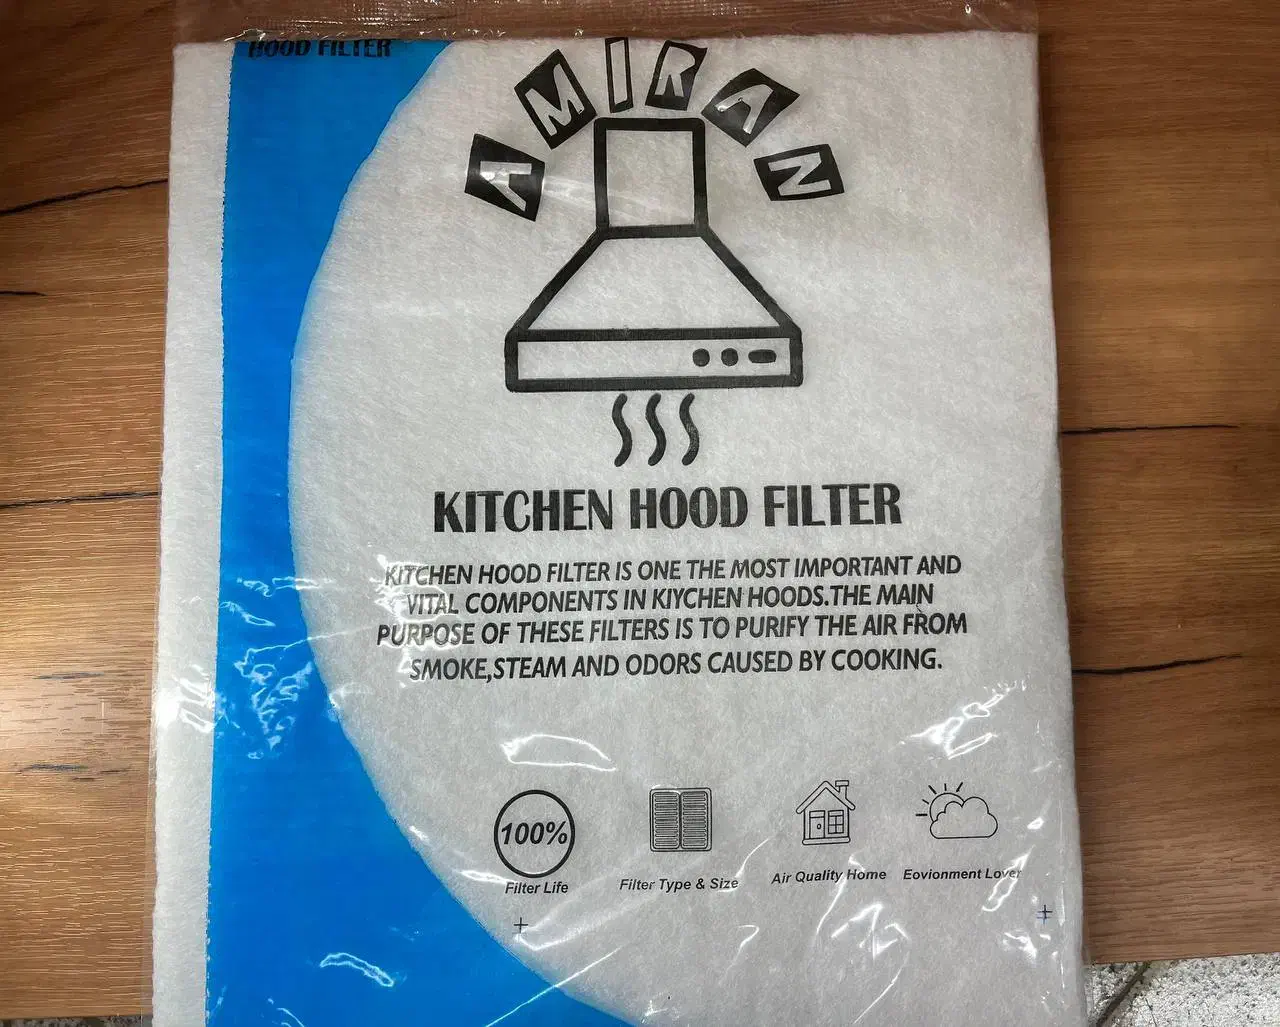 HOOD FILTER
AMIRAN
KITCHEN HOOD FILTER
KITCHEN HOOD FILTER IS ONE THE MOST IMPORTANT AND
VITAL COMPONENTS IN KIYCHEN HOODS.THE MAIN
PURPOSE OF THESE FILTERS IS TO PURIFY THE AIR FROM
SMOKE,STEAM AND ODORS CAUSED BY COOKING.
100%
Filter Life
Filter Type & Size
Air Quality Home
Eovionment Lover